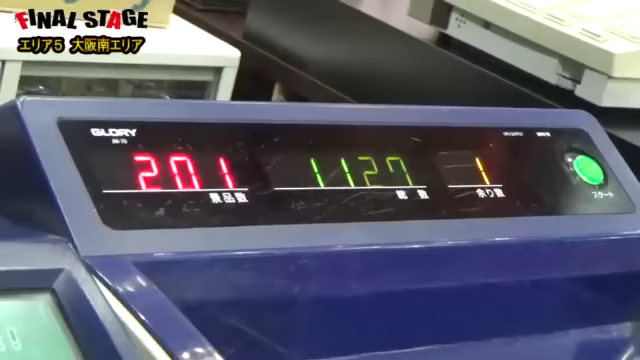 FINAL STAGE
エリア5 大阪南エリア
GLORY
201
景品数
1127
総数
1
余り数
スタート